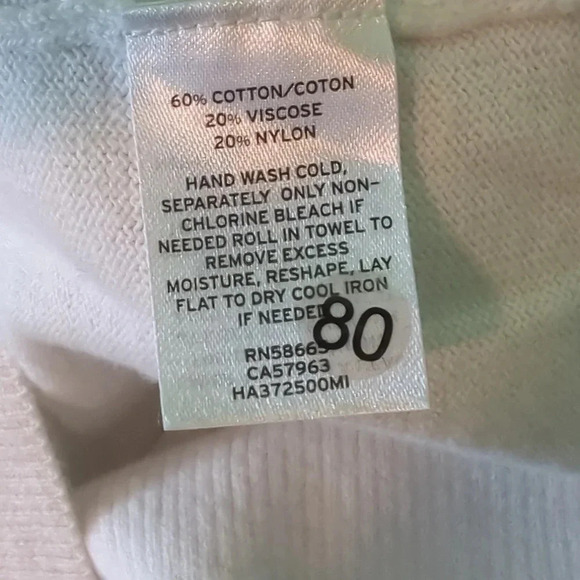 60% COTTON/COTON
20% VISCOSE
20% NYLON
HAND WASH COLD,
SEPARATELY ONLY NON-
CHLORINE BLEACH IF
NEEDED ROLL IN TOWEL TO
REMOVE EXCESS
MOISTURE, RESHAPE, LAY
FLAT TO DRY COOL IRON
IF NEEDED
80
RN58665
CA57963
HA372500MI